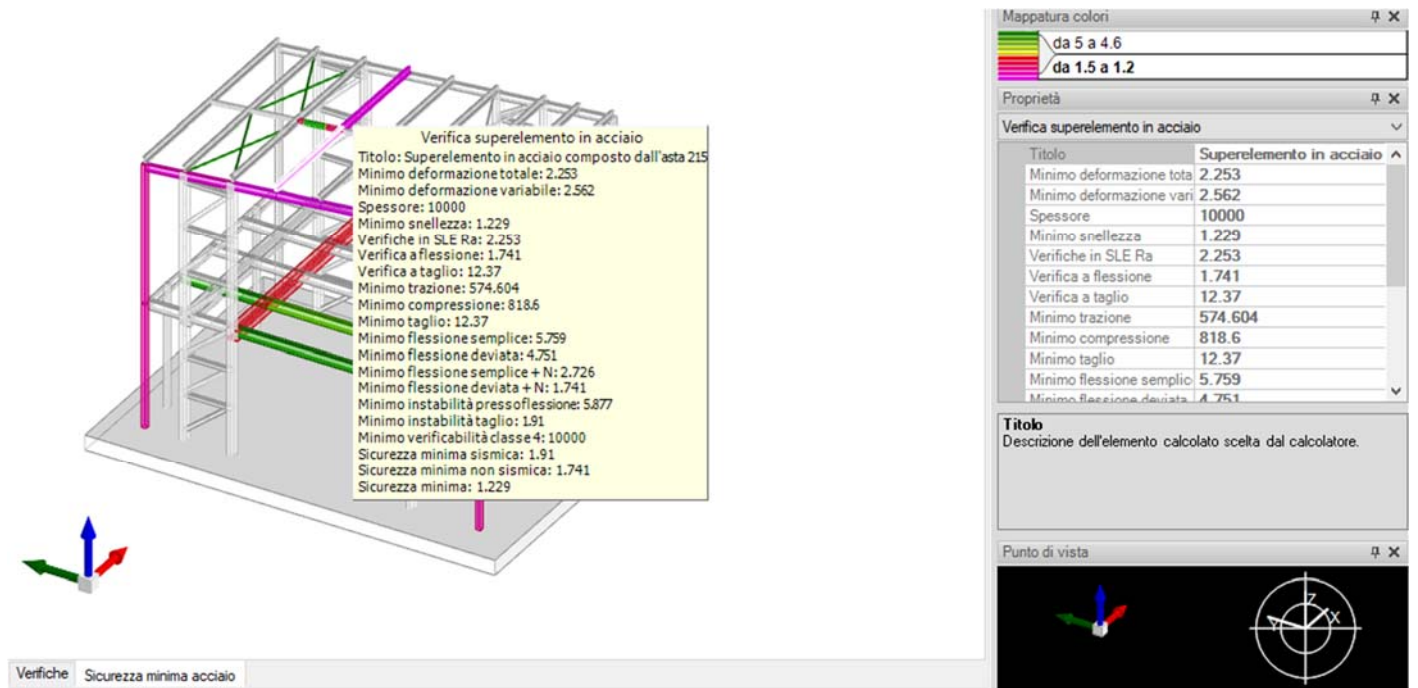 Verifica superelemento in acciaio
Titolo: Superelemento in acciaio composto dall'asta 215
Minimo deformazione totale: 2.253
Minimo deformazione variabile: 2.562
Spessore: 10000
Minimo snellezza: 1.229
Verifiche in SLE Ra: 2.253
Verifica a flessione: 1.741
Verifica a taglio: 12.37
Minimo trazione: 574.604
Minimo compressione: 818.6
Minimo taglio: 12.37
Minimo flessione semplice: 5.759
Minimo flessione deviata: 4.751
Minimo flessione semplice + N: 2.726
Minimo flessione deviata + N: 1.741
Minimo instabilità pressoflessione: 5.877
Minimo instabilità taglio: 1.91
Minimo verificabilità classe 4: 10000
Sicurezza minima sismica: 1.91
Sicurezza minima non sismica: 1.741
Sicurezza minima: 1.229
Verifiche Sicurezza minima acciaio
Mappatura colori
da 5 a 4.6
da 1.5 a 1.2
Proprietà
Verifica superelemento in acciaio
Titolo Superelemento in acciaio
Minimo deformazione tota 2.253
Minimo deformazione vari 2.562
Spessore 10000
Minimo snellezza 1.229
Verifiche in SLE Ra 2.253
Verifica a flessione 1.741
Verifica a taglio 12.37
Minimo trazione 574.604
Minimo compressione 818.6
Minimo taglio 12.37
Minimo flessione semplic 5.759
Minimo flessione deviata 4.751
Titolo
Descrizione dell'elemento calcolato scelta dal calcolatore.
Punto di vista
Z
Y X